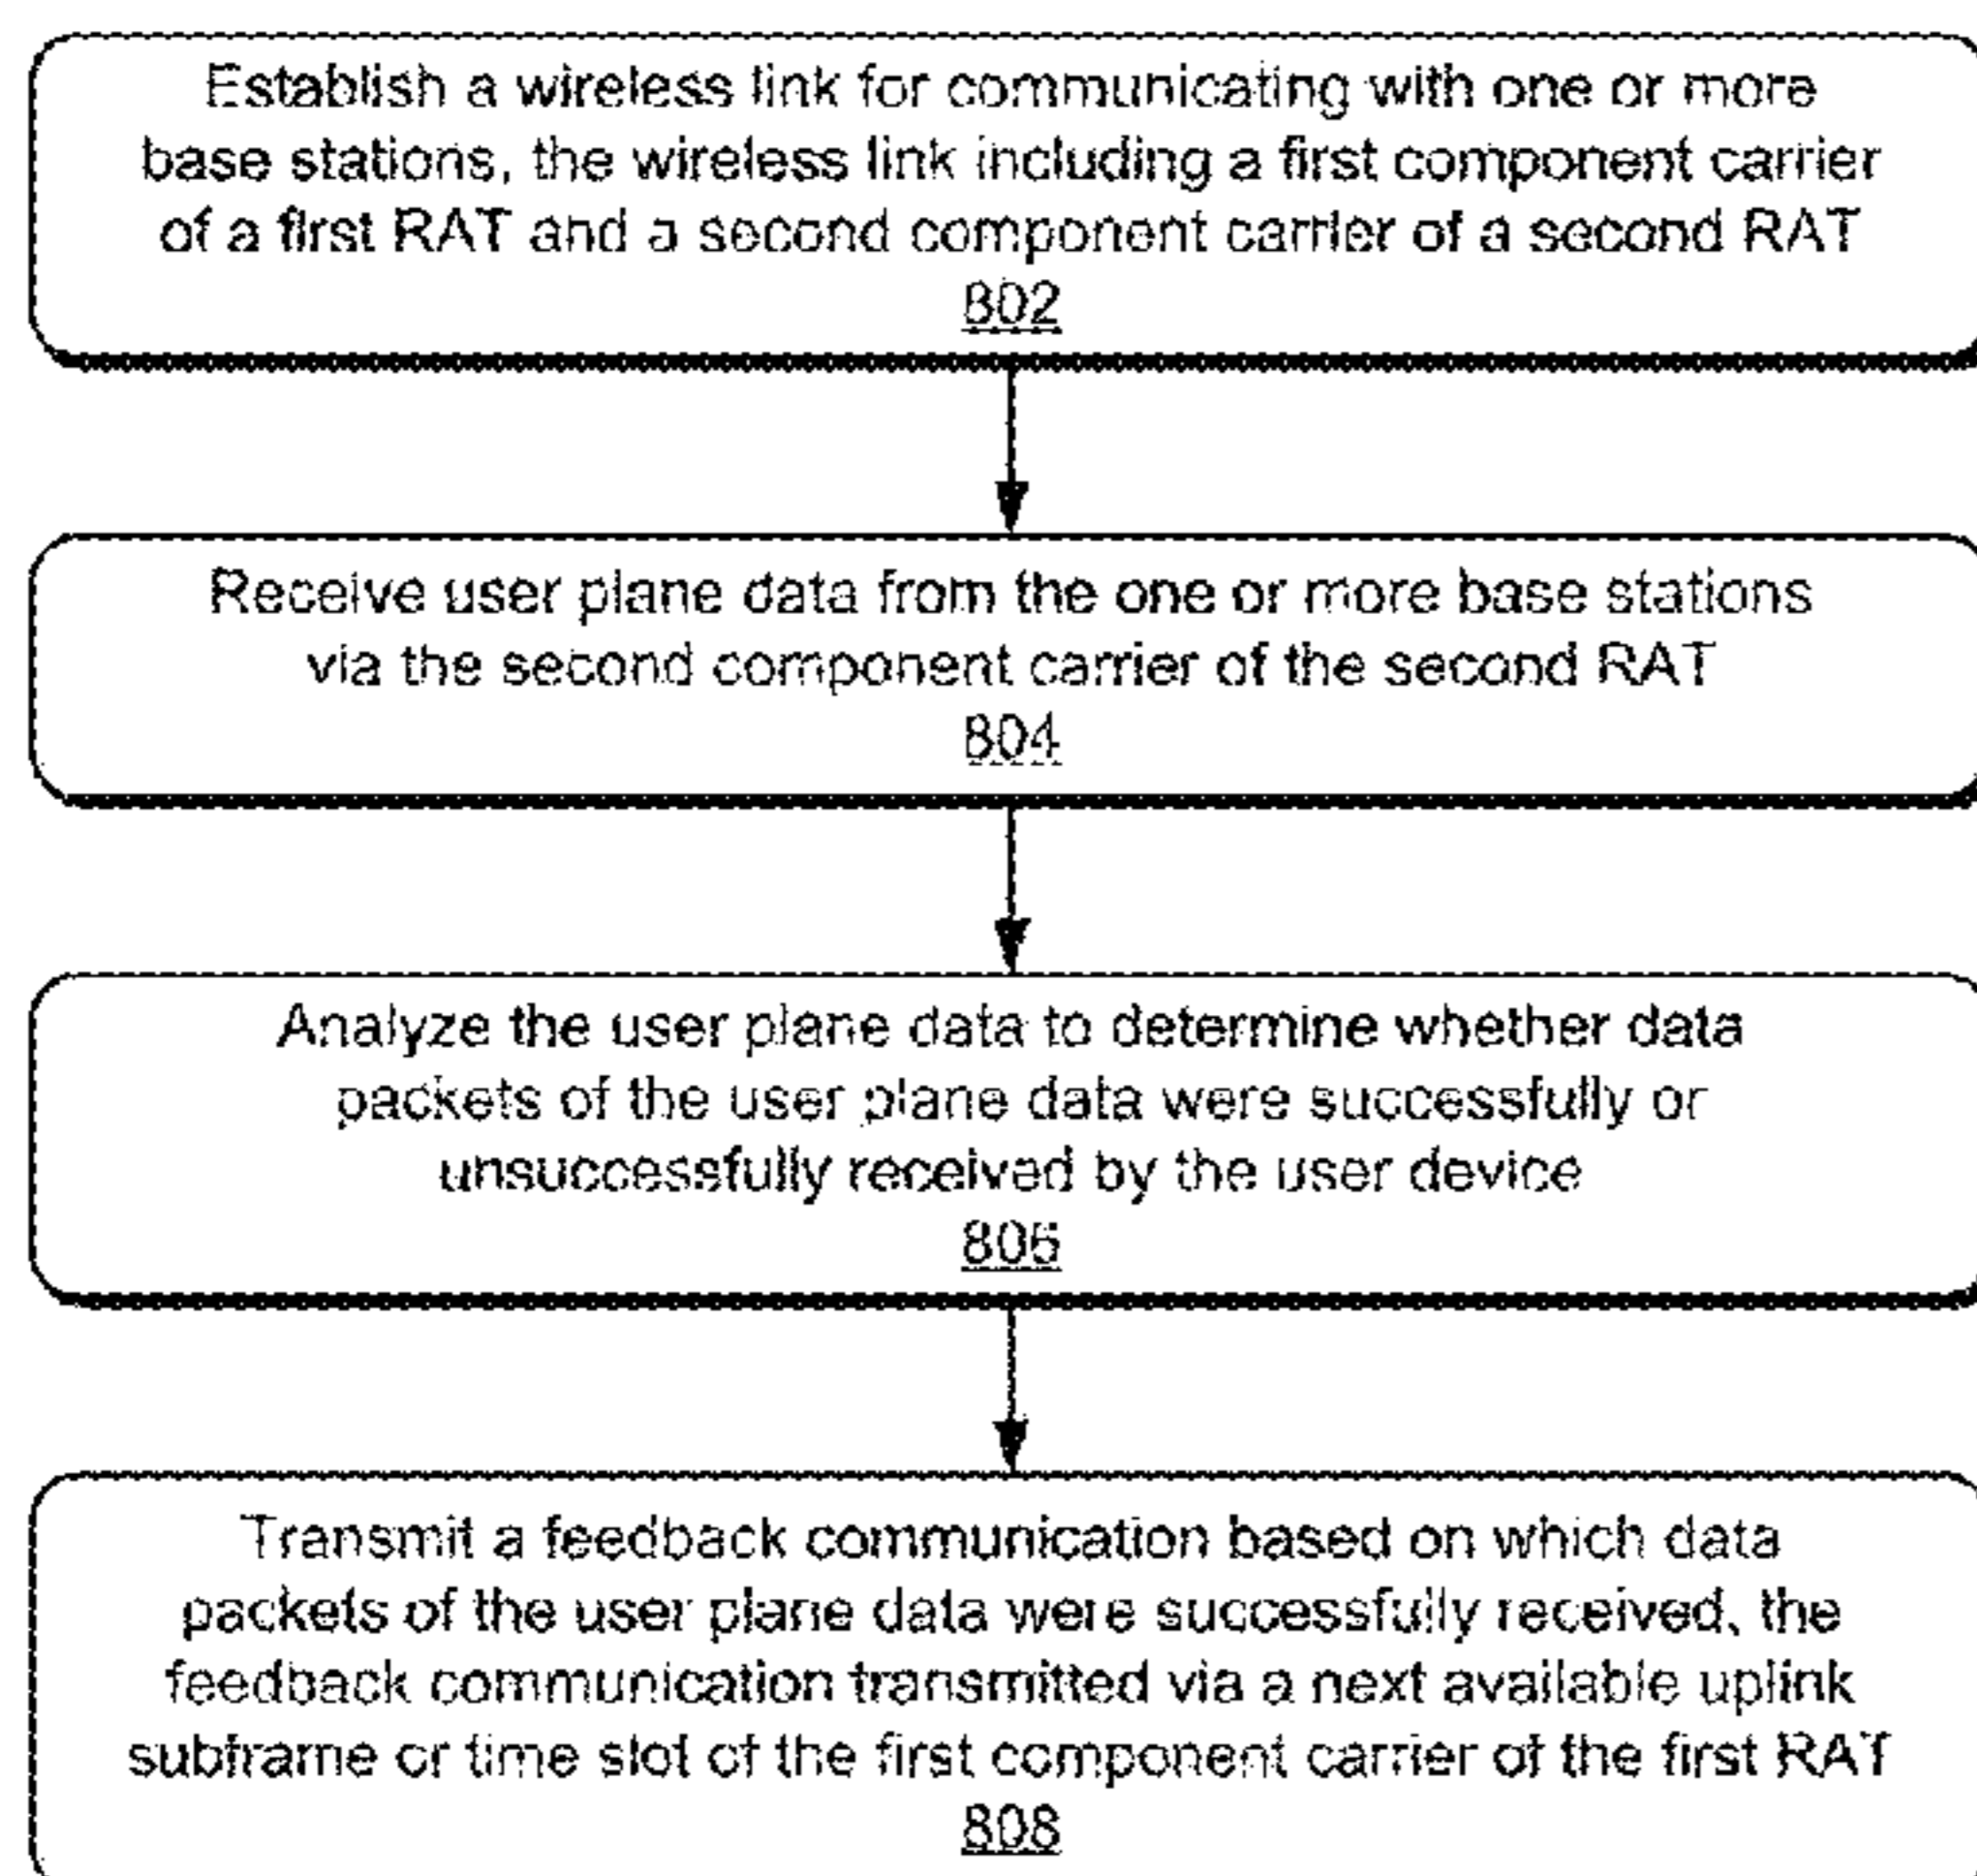 Establish a wireless link for communicating with one or more
base stations, the wireless link including a first component carrier
of a first RAT and a second component carrier of a second RAT
802
Receive user plane data from the one or more base stations
via the second component carrier of the second RAT
804
Analyze the user plane data to determine whether data
packets of the user plane data were successfully or
unsuccessfully received by the user device
806
Transmit a feedback communication based on which data
packets of the user plane data were successfully received, the
feedback communication transmitted via a next available uplink
subframe or time slot of the first component carrier of the first RAT
808